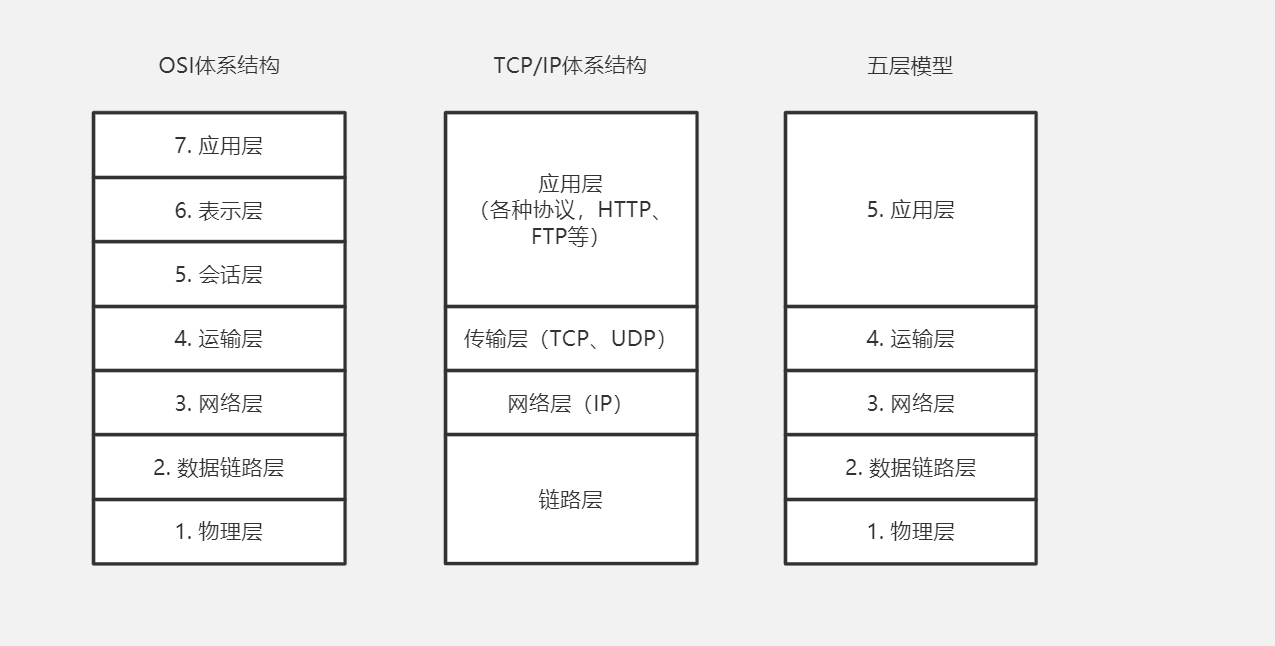 OSI体系结构
7. 应用层
6. 表示层
5. 会话层
4. 运输层
3. 网络层
2. 数据链路层
1. 物理层
TCP/IP体系结构
应用层
（各种协议，HTTP、
FTP等）
传输层（TCP、UDP）
网络层（IP）
链路层
五层模型
5. 应用层
4. 运输层
3. 网络层
2. 数据链路层
1. 物理层